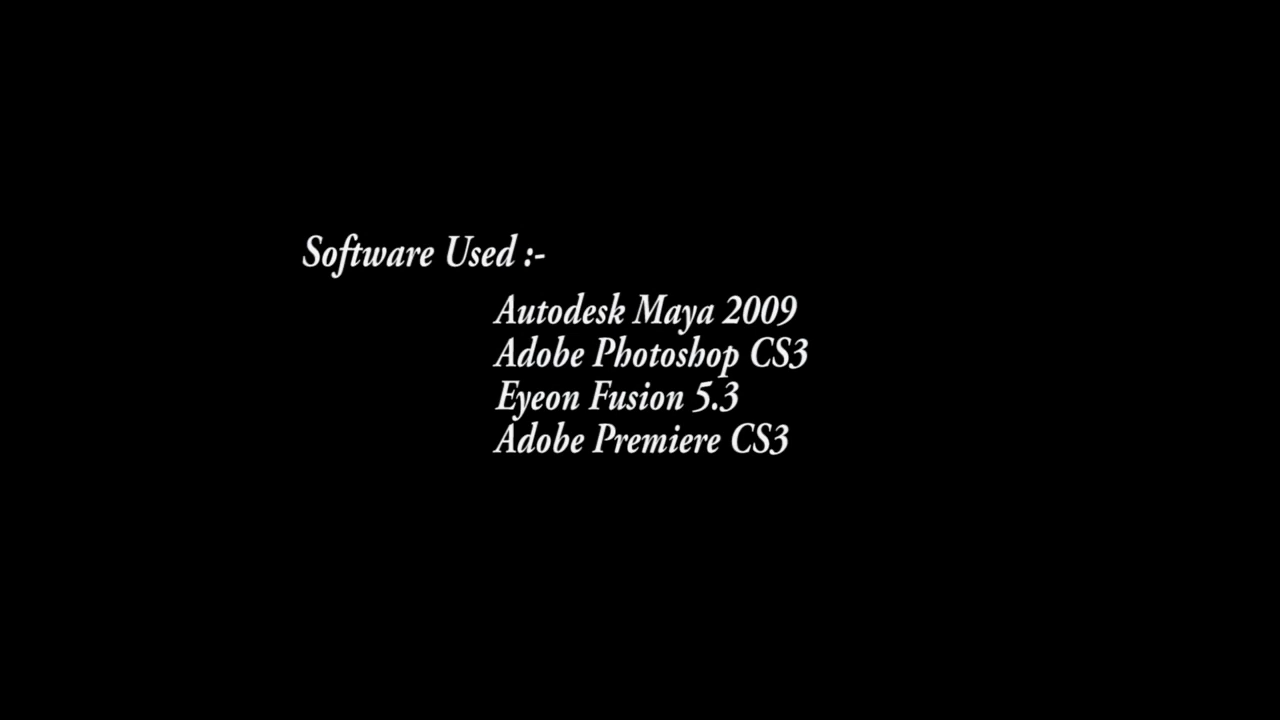 Software Used :-
Autodesk Maya 2009
Adobe Photoshop CS3
Eyeon Fusion 5.3
Adobe Premiere CS3